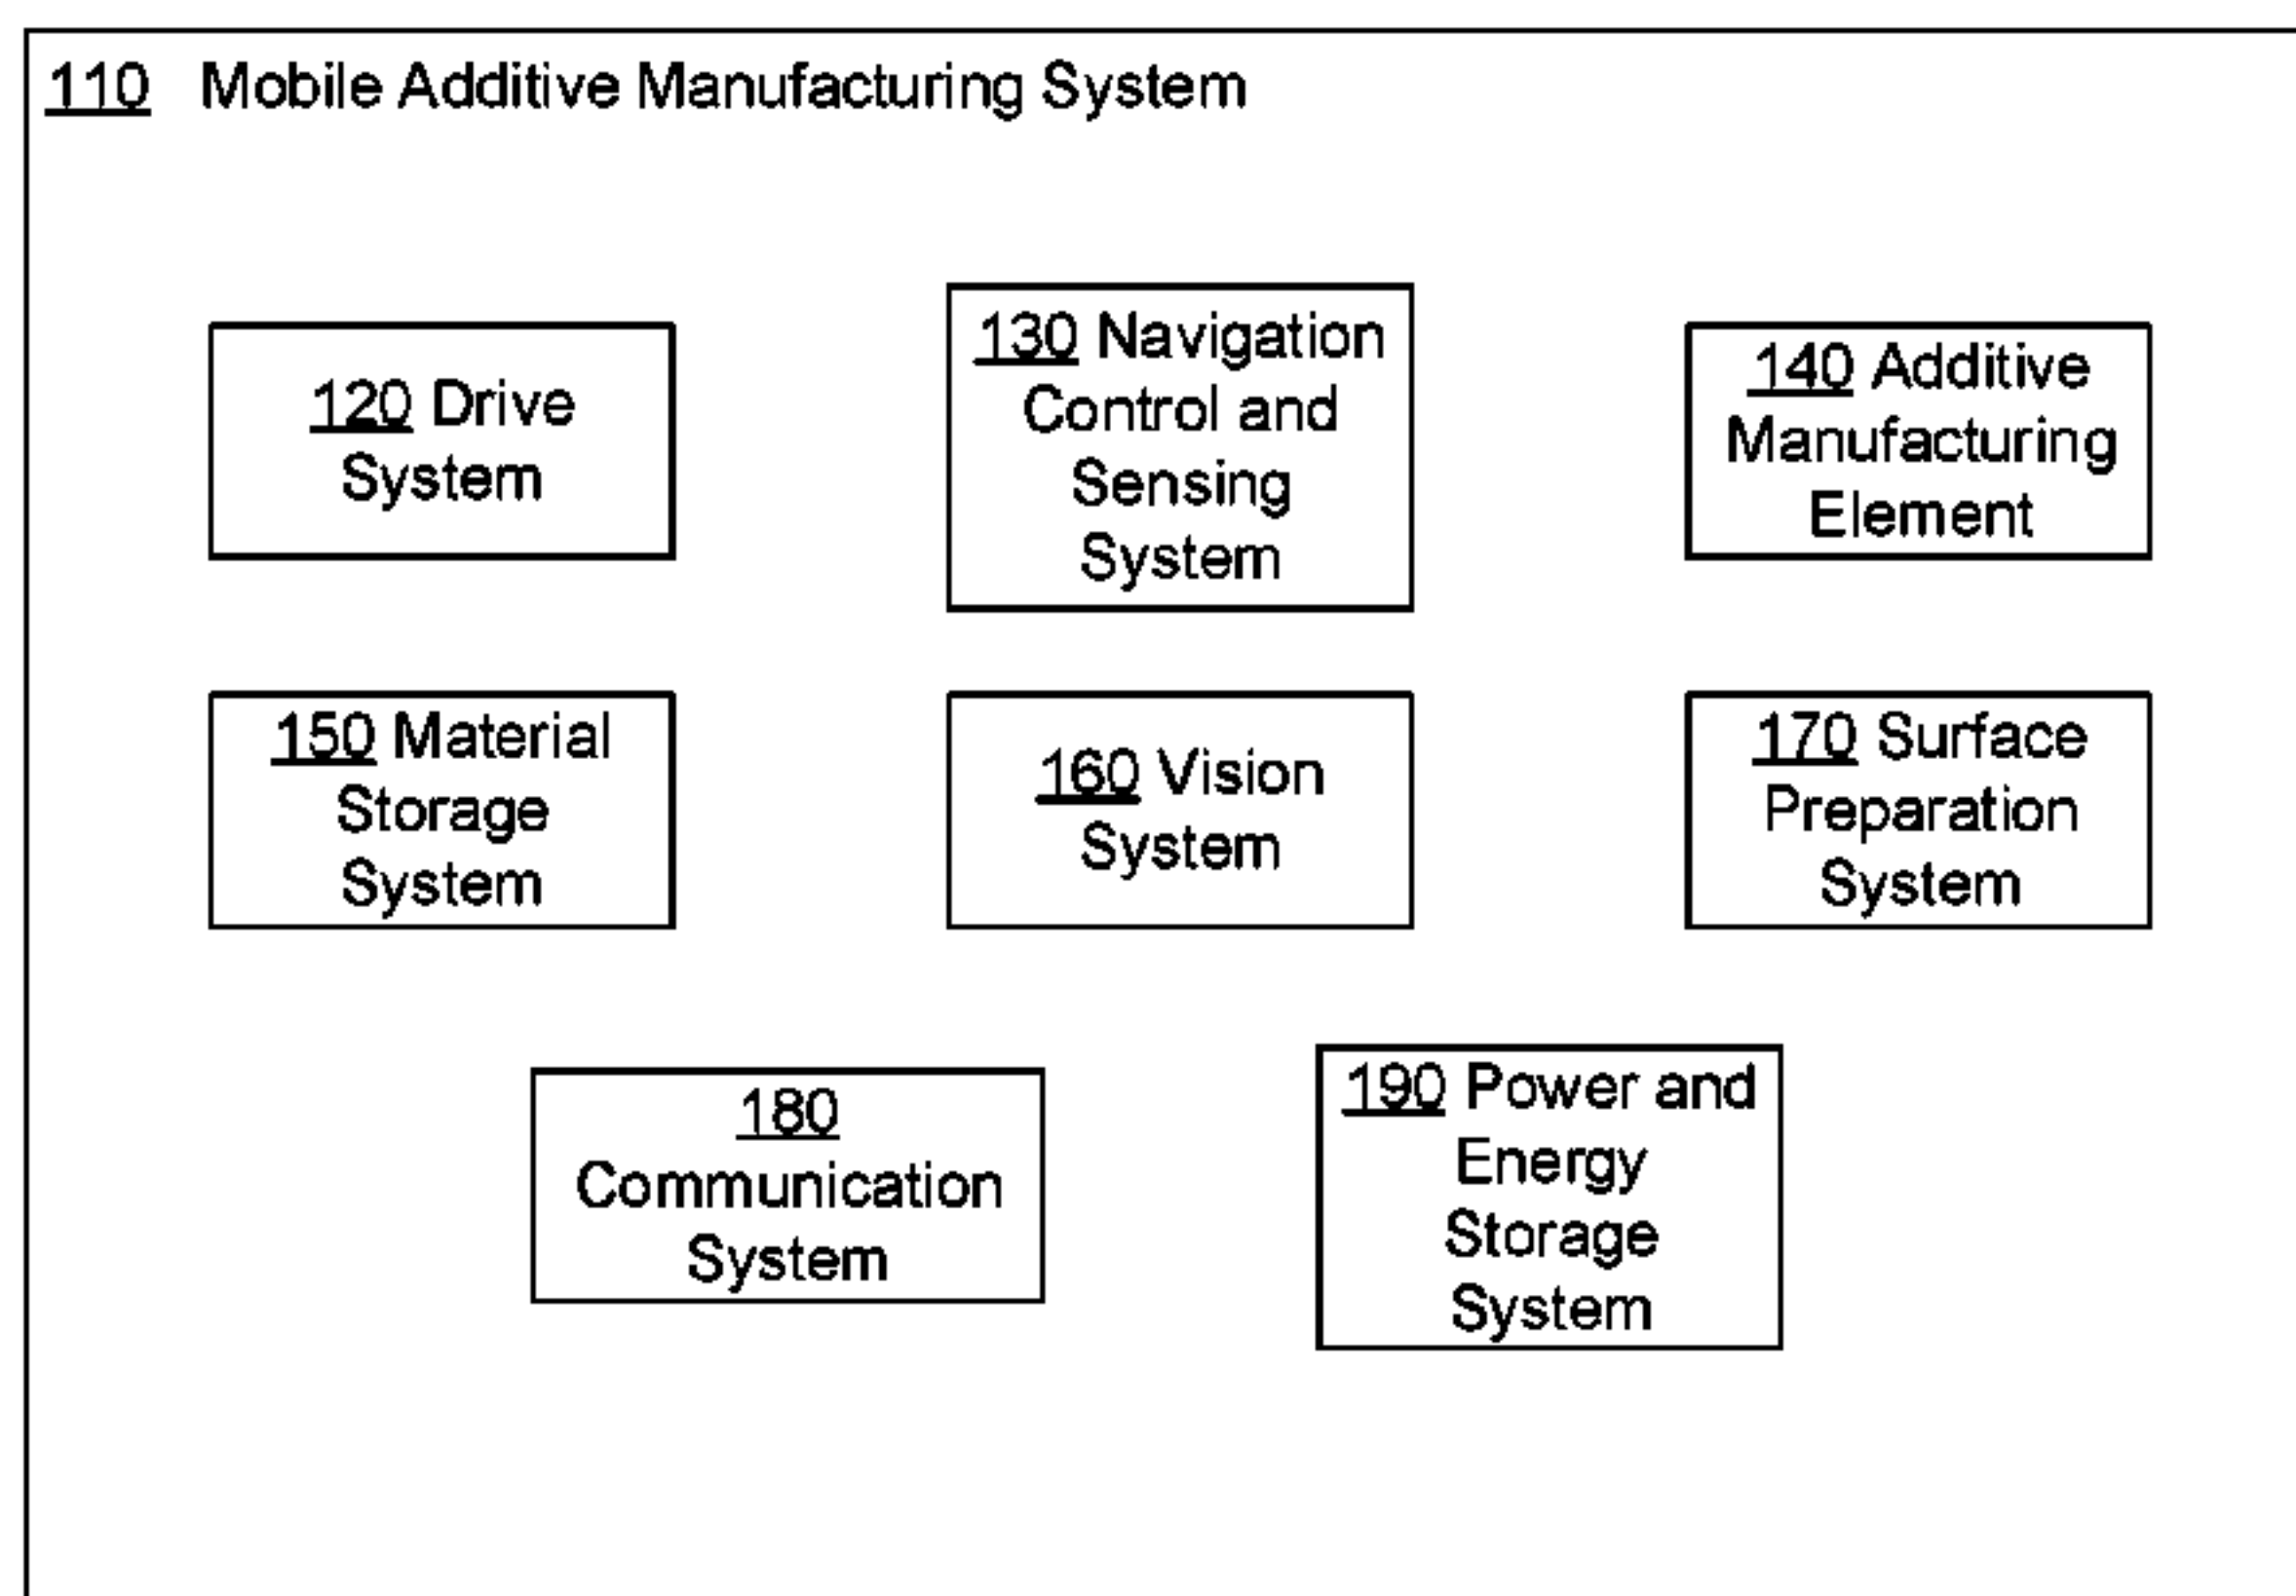 110 Mobile Additive Manufacturing System
120 Drive
System
130 Navigation
Control and
Sensing
System
140 Additive
Manufacturing
Element
150 Material
Storage
System
160 Vision
System
170 Surface
Preparation
System
180
Communication
System
190 Power and
Energy
Storage
System